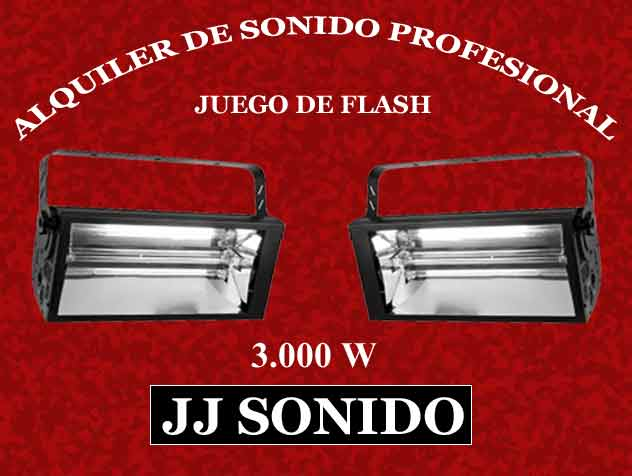 ALQUILER DE SONIDO PROFESIONAL
JUEGO DE FLASH
3.000 W
JJ SONIDO